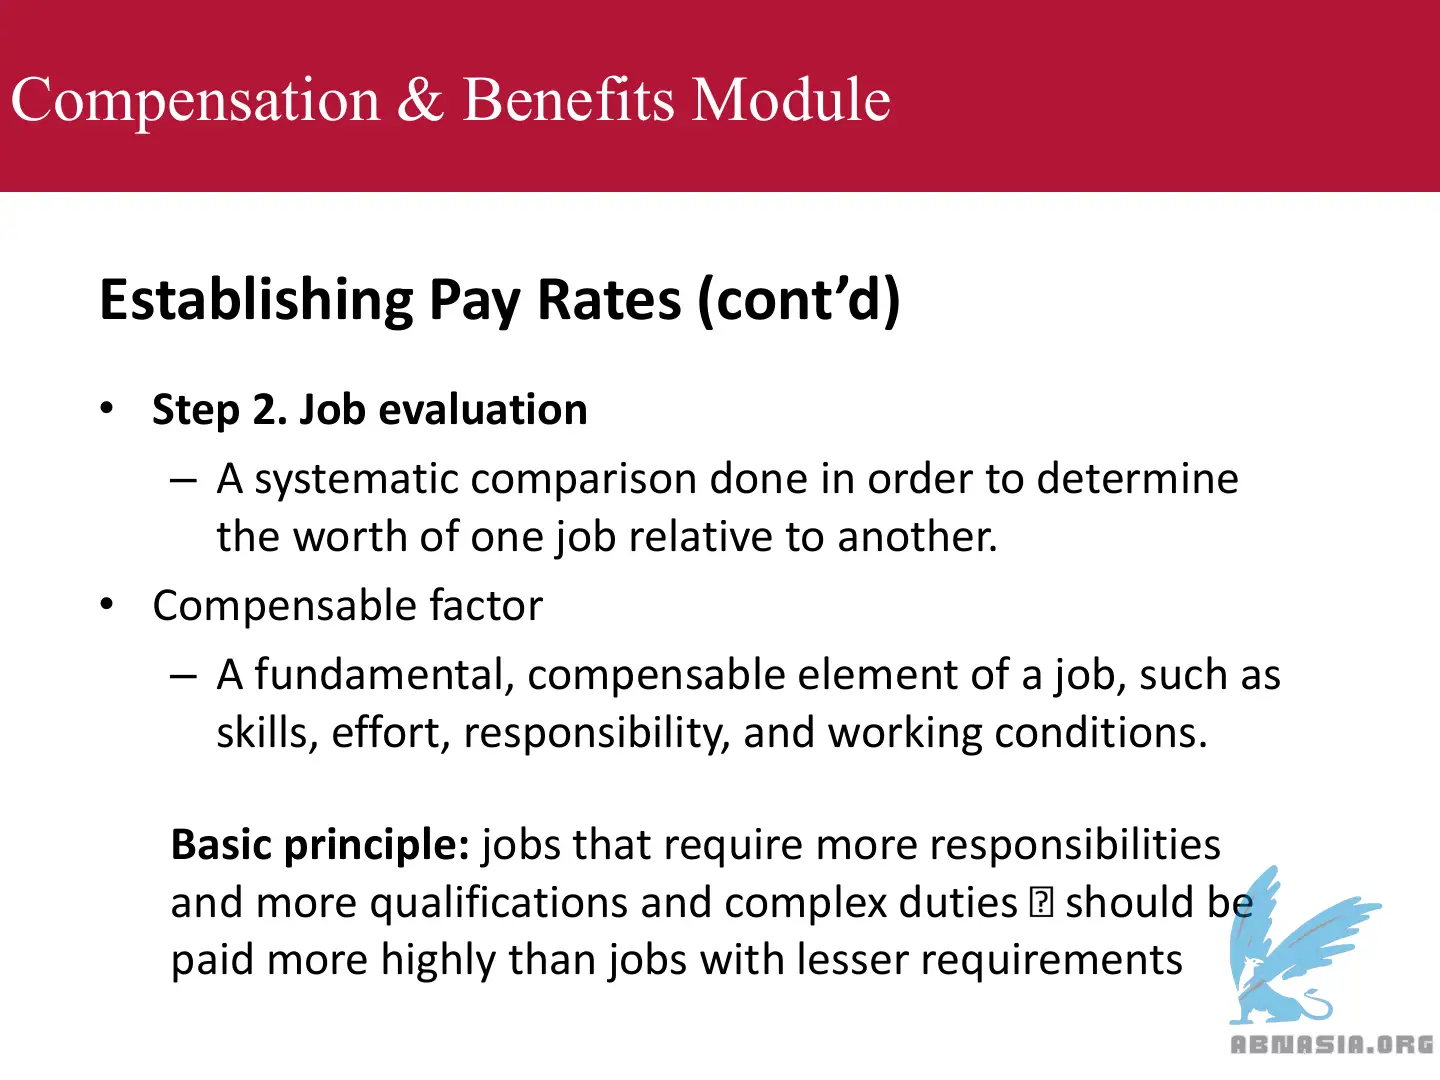 Compensation & Benefits Module
Establishing Pay Rates (cont’d)
• Step 2. Job evaluation
– A systematic comparison done in order to determine
the worth of one job relative to another.
• Compensable factor
– A fundamental, compensable element of a job, such as
skills, effort, responsibility, and working conditions.
Basic principle: jobs that require more responsibilities
and more qualifications and complex duties � should be
paid more highly than jobs with lesser requirements
ABNASIA.ORG